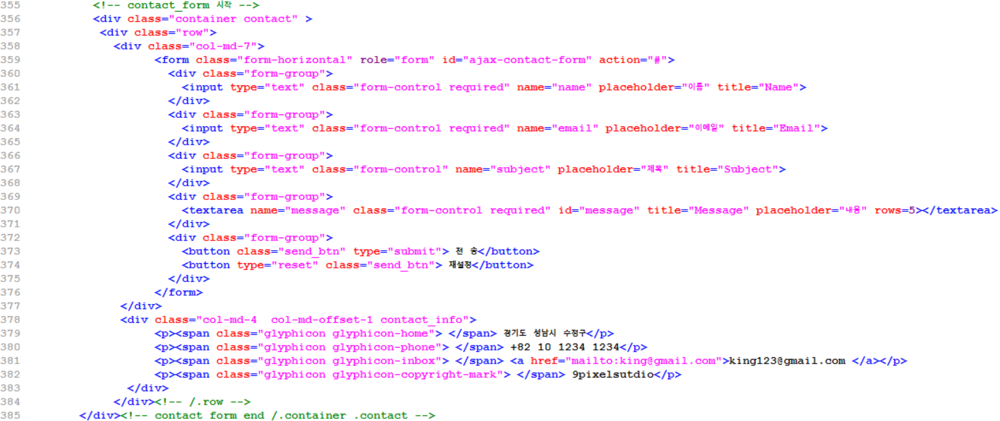 355 <!-- contact_form 시작 -->
356 <div class="container contact" >
357 <div class="row">
358 <div class="col-md-7">
359 <form class="form-horizontal" role="form" id="ajax-contact-form" action="#">
360 <div class="form-group">
361 <input type="text" class="form-control required" name="name" placeholder="이름" title="Name">
362 </div>
363 <div class="form-group">
364 <input type="text" class="form-control required" name="email" placeholder="이메일" title="Email">
365 </div>
366 <div class="form-group">
367 <input type="text" class="form-control" name="subject" placeholder="제목" title="Subject">
368 </div>
369 <div class="form-group">
370 <textarea name="message" class="form-control required" id="message" title="Message" placeholder="내용" rows=5></textarea>
371 </div>
372 <div class="form-group">
373 <button class="send_btn" type="submit"> 전 송</button>
374 <button type="reset" class="send_btn"> 재설정</button>
375 </div>
376 </form>
377 </div>
378 <div class="col-md-4  col-md-offset-1 contact_info">
379 <p><span class="glyphicon glyphicon-home"> </span> 경기도 성남시 수정구</p>
380 <p><span class="glyphicon glyphicon-phone"> </span> +82 10 1234 1234</p>
381 <p><span class="glyphicon glyphicon-inbox"> </span> <a href="mailto:king@gmail.com">king123@gmail.com </a></p>
382 <p><span class="glyphicon glyphicon-copyright-mark"> </span> 9pixelsutdio</p>
383 </div>
384 </div><!-- /.row -->
385 </div><!-- contact form end /.container .contact -->